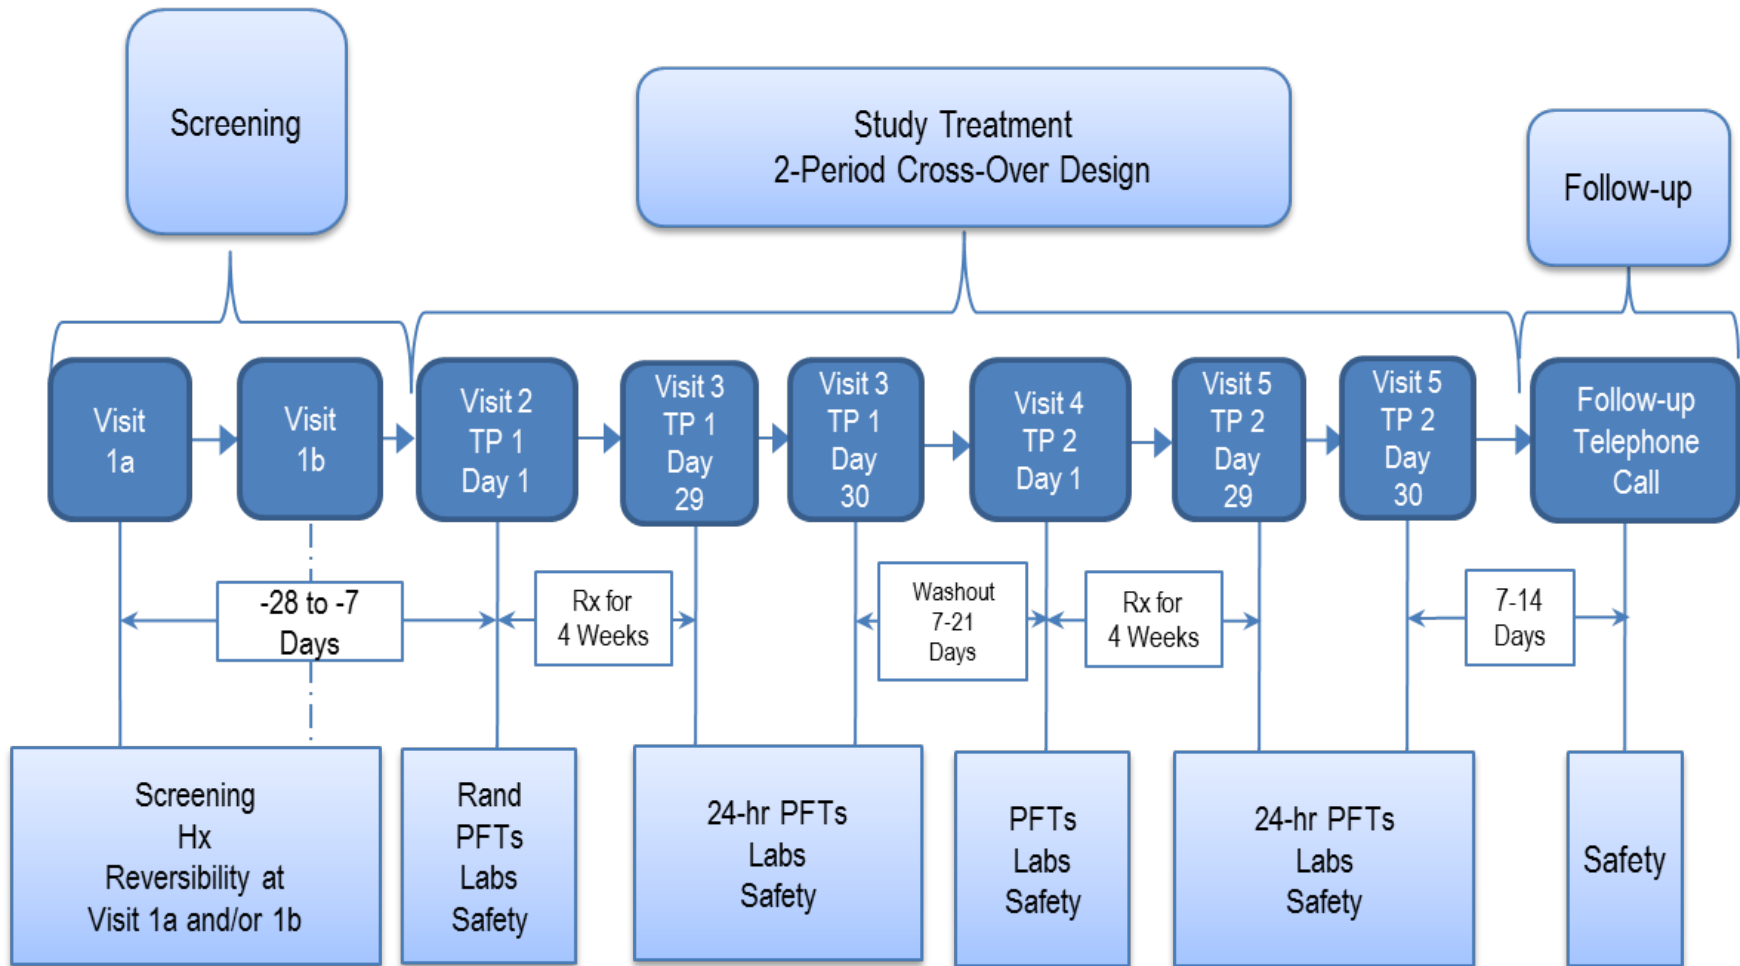 Screening
Study Treatment
2-Period Cross-Over Design
Follow-up
Visit
1a
Visit
1b
Visit 2
TP 1
Day 1
Visit 3
TP 1
Day
29
Visit 3
TP 1
Day
30
Visit 4
TP 2
Day 1
Visit 5
TP 2
Day
29
Visit 5
TP 2
Day
30
Follow-up
Telephone
Call
-28 to -7
Days
Rx for
4 Weeks
Washout
7-21
Days
Rx for
4 Weeks
7-14
Days
Screening
Hx
Reversibility at
Visit 1a and/or 1b
Rand
PFTs
Labs
Safety
24-hr PFTs
Labs
Safety
PFTs
Labs
Safety
24-hr PFTs
Labs
Safety
Safety